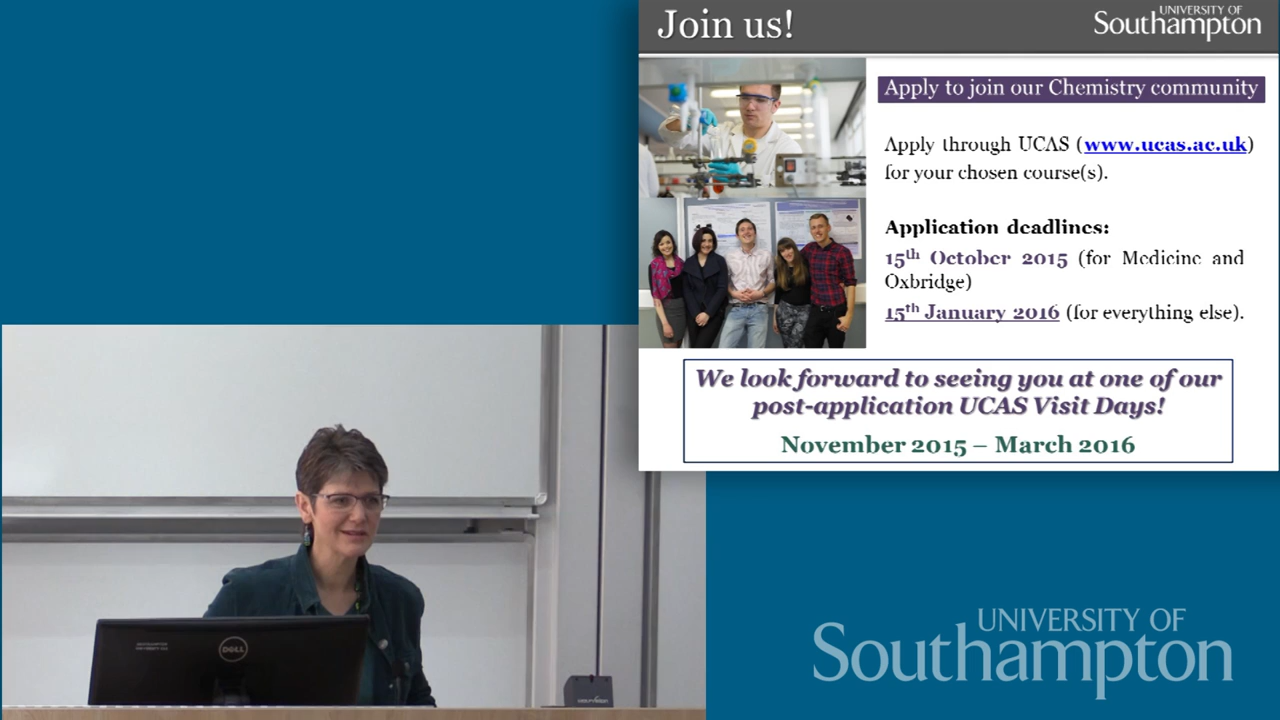 Join us!
UNIVERSITY OF
Southampton
Apply to join our Chemistry community
Apply through UCAS (www.ucas.ac.uk)
for your chosen course(s).
Application deadlines:
15th October 2015 (for Medicine and
Oxbridge)
15th January 2016 (for everything else).
We look forward to seeing you at one of our
post-application UCAS Visit Days!
November 2015 – March 2016
DELL
UNIVERSITY OF
Southampton